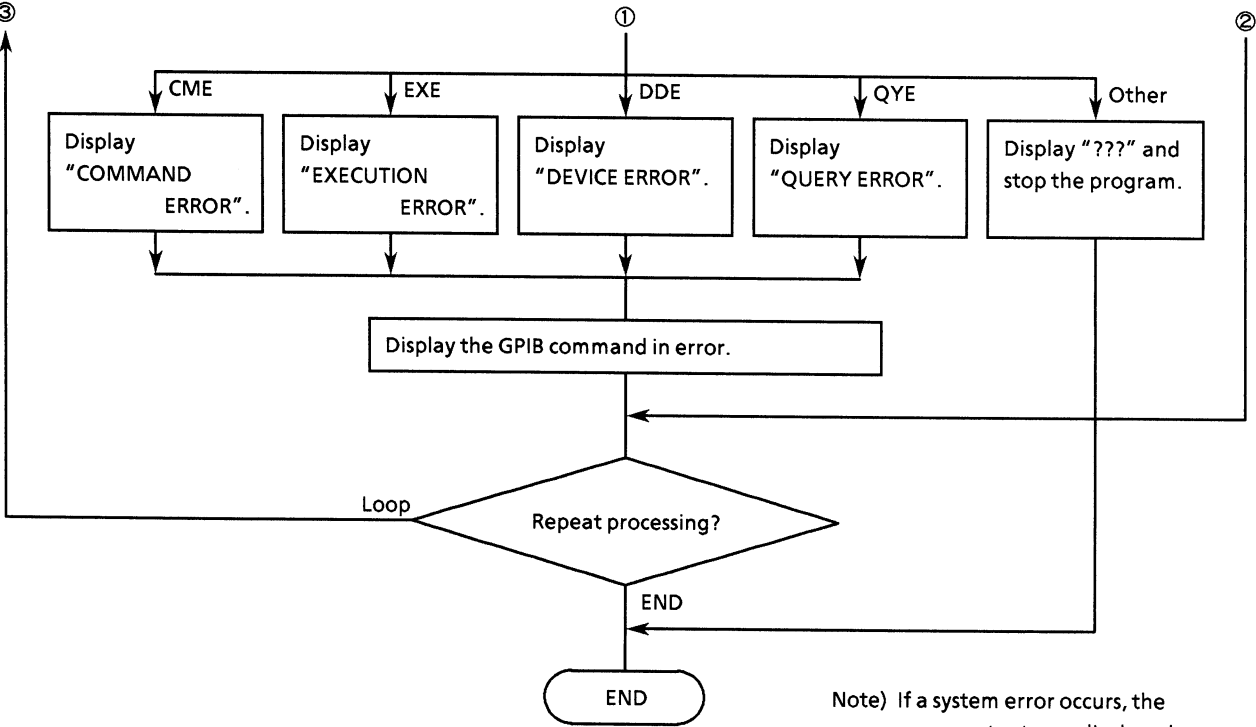 ③
①
②
CME
EXE
DDE
QYE
Other
Display
"COMMAND
ERROR".
Display
"EXECUTION
ERROR".
Display
"DEVICE ERROR".
Display
"QUERY ERROR".
Display "???" and
stop the program.
Display the GPIB command in error.
Loop
Repeat processing?
END
END
Note) If a system error occurs, the